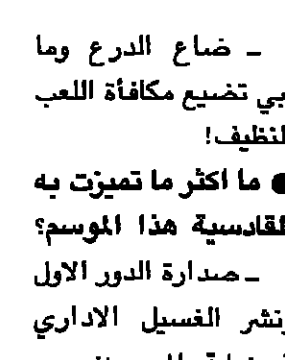 ـ ضاع الدرع وما
بي تضيع مكافأة اللعب
لنظيف!
● ما اكثر ما تميزت به
لقادسية هذا الموسم؟
ـ صدارة الدور الاول
ونشر الغسيل الاداري